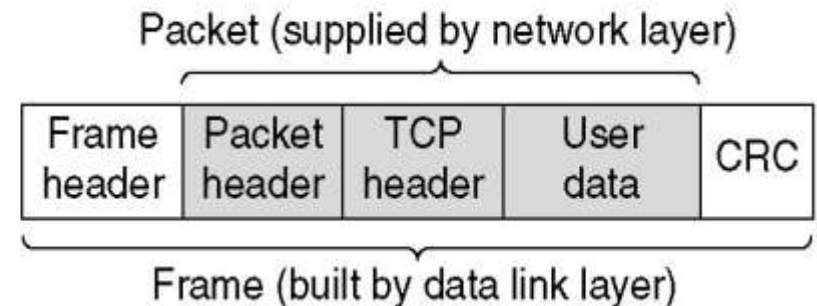 Packet (supplied by network layer)
Frame header
Packet header
TCP header
User data
CRC
Frame (built by data link layer)